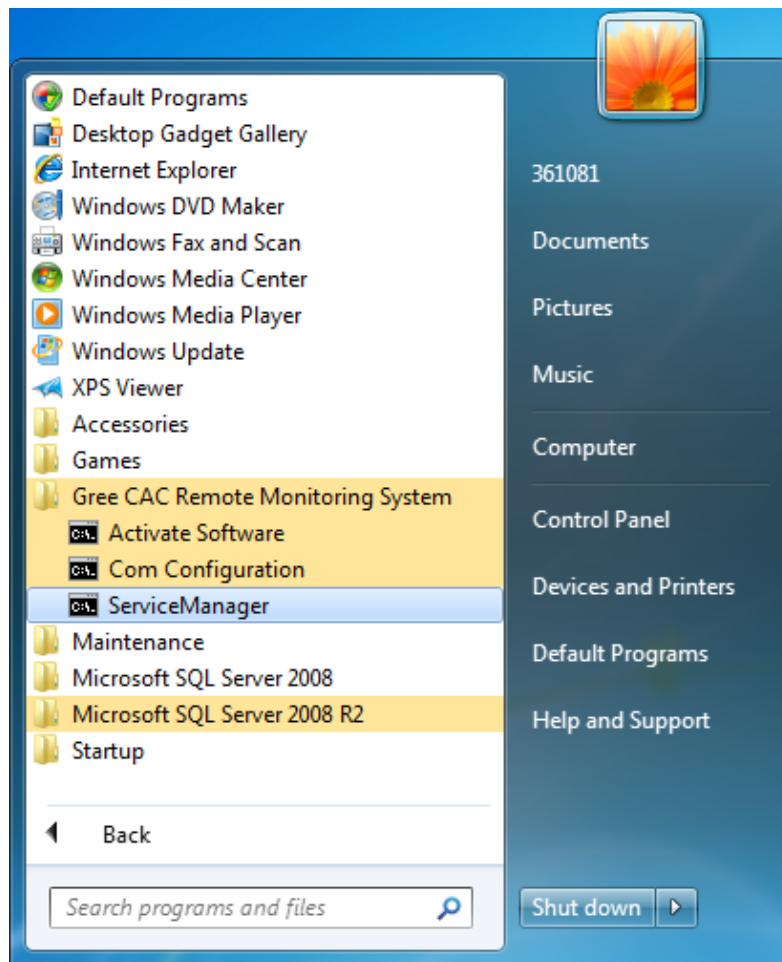 Default Programs
Desktop Gadget Gallery
Internet Explorer
Windows DVD Maker
Windows Fax and Scan
Windows Media Center
Windows Media Player
Windows Update
XPS Viewer
Accessories
Games
Gree CAC Remote Monitoring System
C:\. Activate Software
C:\. Com Configuration
C:\. ServiceManager
Maintenance
Microsoft SQL Server 2008
Microsoft SQL Server 2008 R2
Startup
Back
Search programs and files
361081
Documents
Pictures
Music
Computer
Control Panel
Devices and Printers
Default Programs
Help and Support
Shut down